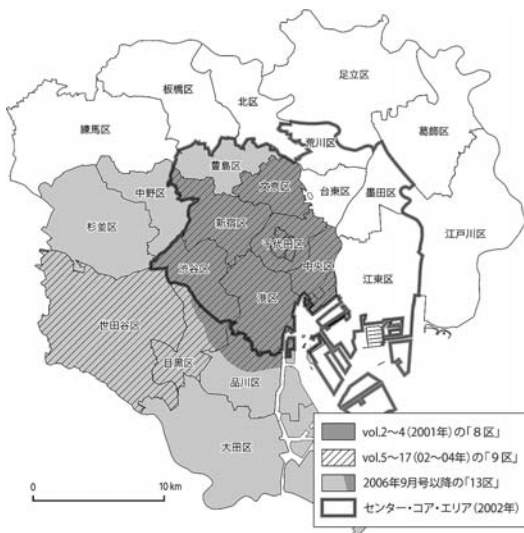 足立区
板橋区
北区
葛飾区
練馬区
荒川区
豊島区
文京区
中野区
台東区
墨田区
杉並区
新宿区
千代田区
江戸川区
渋谷区
中央区
江東区
港区
世田谷区
目黒区
品川区
大田区
vol.2〜4(2001年)の「8区」
vol.5〜17(02〜04年)の「9区」
2006年9月号以降の「13区」
センター・コア・エリア(2002年)
0 10 km